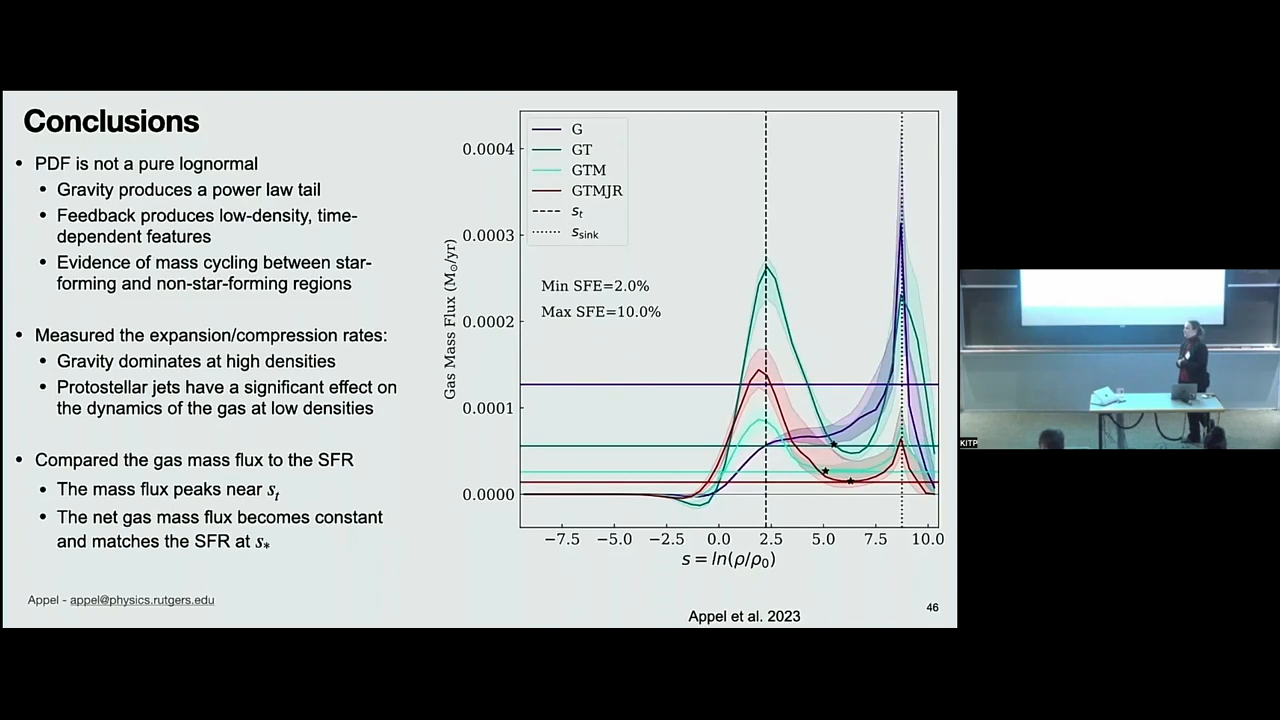 Conclusions
• PDF is not a pure lognormal
• Gravity produces a power law tail
• Feedback produces low-density, time-
dependent features
• Evidence of mass cycling between star-
forming and non-star-forming regions
• Measured the expansion/compression rates:
• Gravity dominates at high densities
• Protostellar jets have a significant effect on
the dynamics of the gas at low densities
• Compared the gas mass flux to the SFR
• The mass flux peaks near s_t
• The net gas mass flux becomes constant
and matches the SFR at s_*
Appel - appel@physics.rutgers.edu
Gas Mass Flux (M⊙/yr)
0.0004
0.0003
0.0002
0.0001
0.0000
G
GT
GTM
GTMJR
s_t
s_sink
Min SFE=2.0%
Max SFE=10.0%
−7.5 −5.0 −2.5 0.0 2.5 5.0 7.5 10.0
s = ln(ρ/ρ₀)
Appel et al. 2023
46
KITP